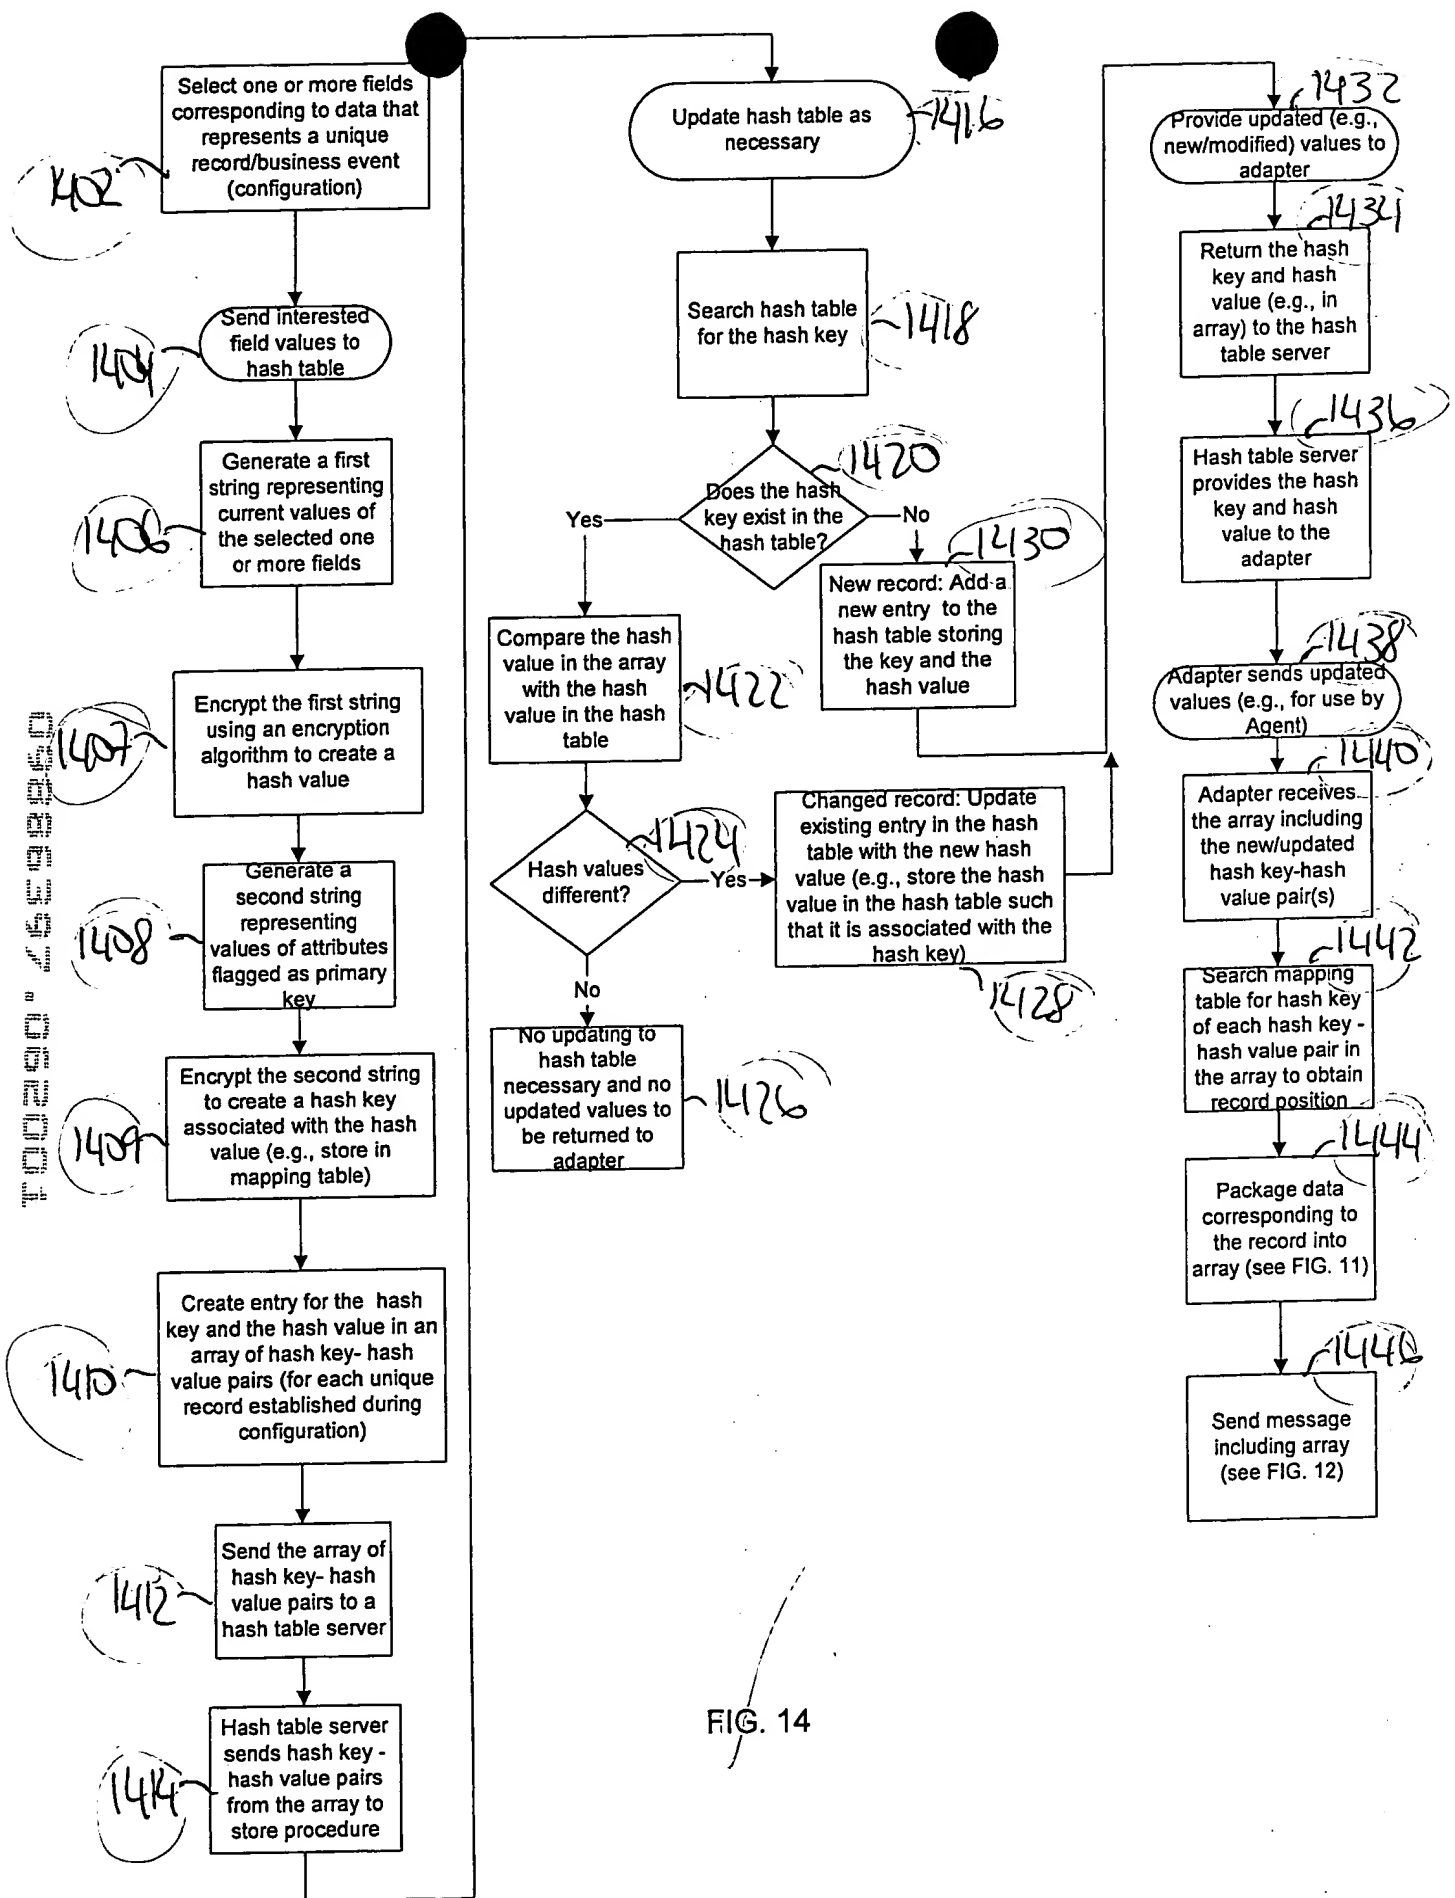 Select one or more fields
corresponding to data that
represents a unique
record/business event
(configuration)
1402
Send interested
field values to
hash table
1404
Generate a first
string representing
current values of
the selected one
or more fields
1406
Encrypt the first string
using an encryption
algorithm to create a
hash value
1407
Generate a
second string
representing
values of attributes
flagged as primary
key
1408
Encrypt the second string
to create a hash key
associated with the hash
value (e.g., store in
mapping table)
1409
Create entry for the hash
key and the hash value in an
array of hash key- hash
value pairs (for each unique
record established during
configuration)
1410
Send the array of
hash key- hash
value pairs to a
hash table server
1412
Hash table server
sends hash key -
hash value pairs
from the array to
store procedure
1414
Update hash table as
necessary
1416
Search hash table
for the hash key
1418
Does the hash
key exist in the
hash table?
1420
Yes
No
Compare the hash
value in the array
with the hash
value in the hash
table
1422
New record: Add a
new entry to the
hash table storing
the key and the
hash value
1430
Hash values
different?
1424
Yes
No
Changed record: Update
existing entry in the hash
table with the new hash
value (e.g., store the hash
value in the hash table such
that it is associated with the
hash key)
1428
No updating to
hash table
necessary and no
updated values to
be returned to
adapter
1426
Provide updated (e.g.,
new/modified) values to
adapter
1432
Return the hash
key and hash
value (e.g., in
array) to the hash
table server
1434
Hash table server
provides the hash
key and hash
value to the
adapter
1436
Adapter sends updated
values (e.g., for use by
Agent)
1438
Adapter receives
the array including
the new/updated
hash key-hash
value pair(s)
1440
Search mapping
table for hash key
of each hash key -
hash value pair in
the array to obtain
record position
1442
Package data
corresponding to
the record into
array (see FIG. 11)
1444
Send message
including array
(see FIG. 12)
1446
FIG. 14